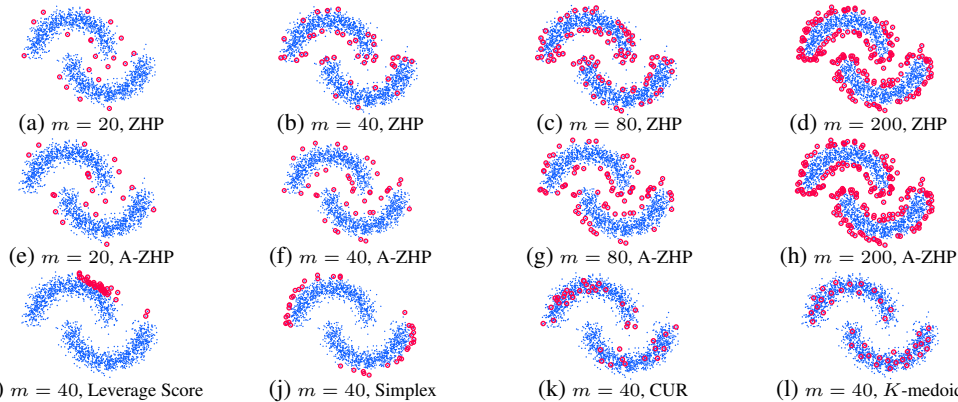 (a) m = 20, ZHP (b) m = 40, ZHP (c) m = 80, ZHP (d) m = 200, ZHP
(e) m = 20, A-ZHP (f) m = 40, A-ZHP (g) m = 80, A-ZHP (h) m = 200, A-ZHP
) m = 40, Leverage Score (j) m = 40, Simplex (k) m = 40, CUR (l) m = 40, K-medoid